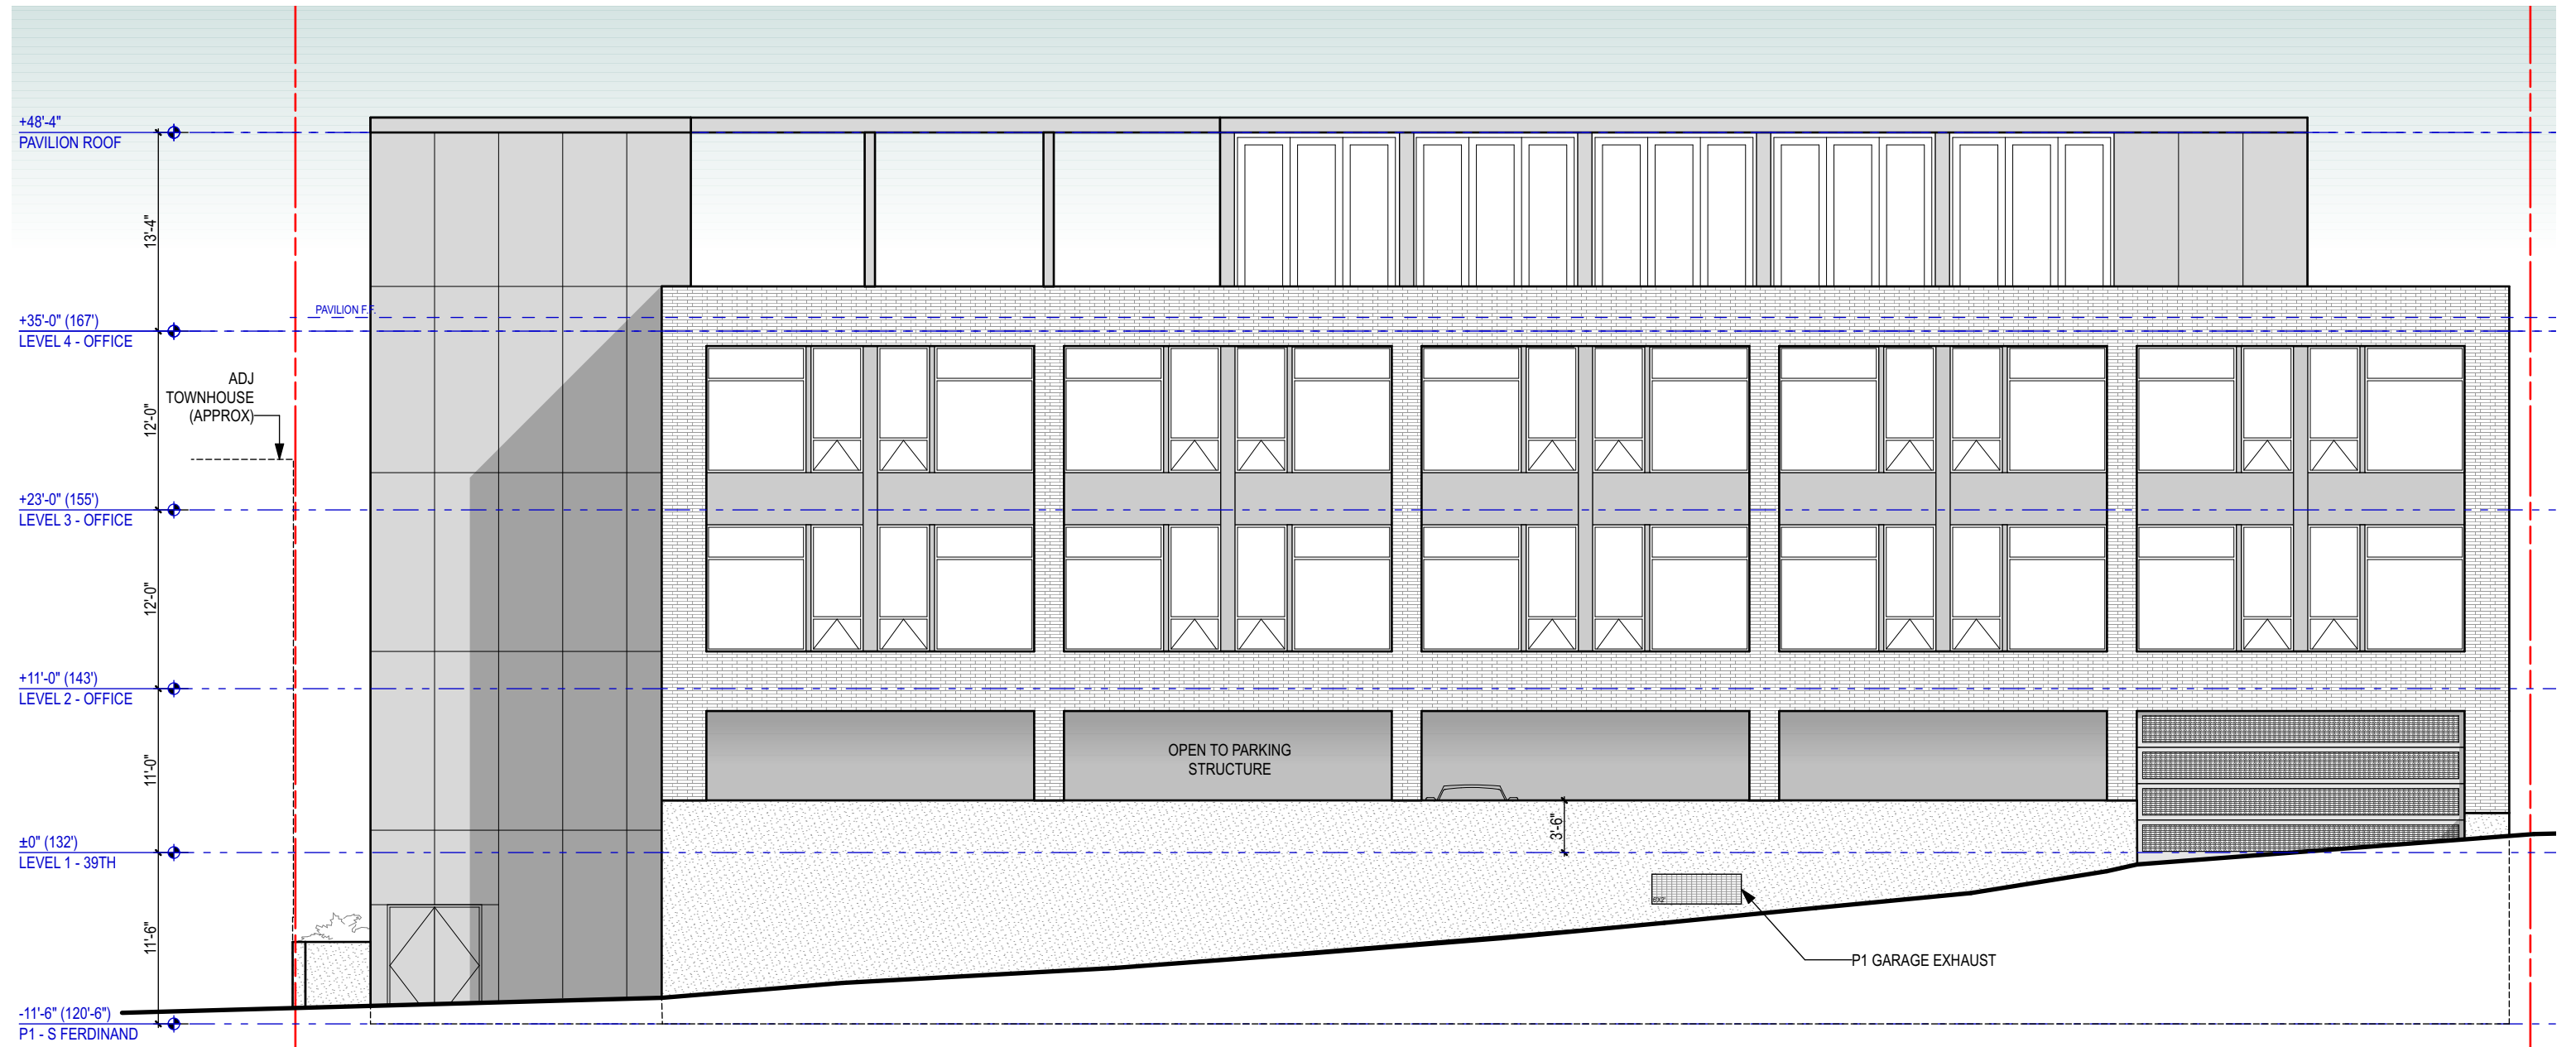 +48'-4"
PAVILION ROOF
13'-4"
PAVILION F.F.
+35'-0" (167')
LEVEL 4 - OFFICE
ADJ
TOWNHOUSE
(APPROX)
12'-0"
+23'-0" (155')
LEVEL 3 - OFFICE
12'-0"
+11'-0" (143')
LEVEL 2 - OFFICE
OPEN TO PARKING
STRUCTURE
11'-0"
3'-6"
±0" (132')
LEVEL 1 - 39TH
6X2'
11'-6"
P1 GARAGE EXHAUST
-11'-6" (120'-6")
P1 - S FERDINAND